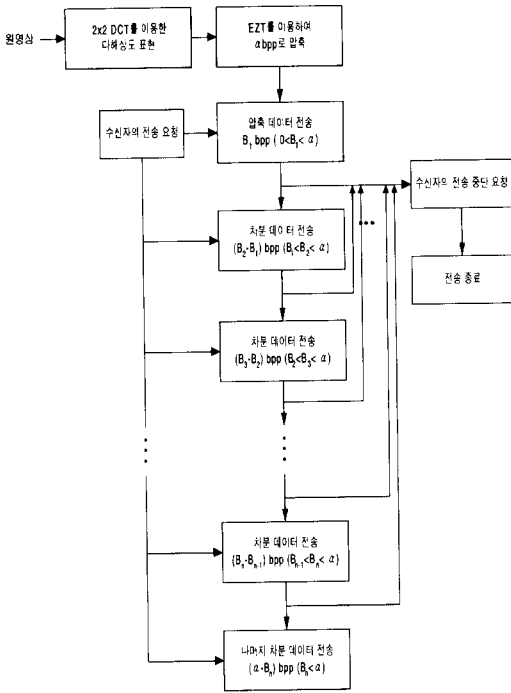 원영상
2x2 DCT를 이용한
다해상도 표현
EZT를 이용하여
α bpp로 압축
수신자의 전송 요청
압축 데이터 전송
B₁ bpp ( 0<B₁< α)
수신자의 전송 중단 요청
차분 데이터 전송
(B₂-B₁) bpp (B₁<B₂< α)
전송 종료
차분 데이터 전송
(B₃-B₂) bpp (B₂<B₃< α)
차분 데이터 전송
(Bₙ-Bₙ₋₁) bpp (Bₙ₋₁<Bₙ< α)
나머지 차분 데이터 전송
(α-Bₙ) bpp (Bₙ<α)